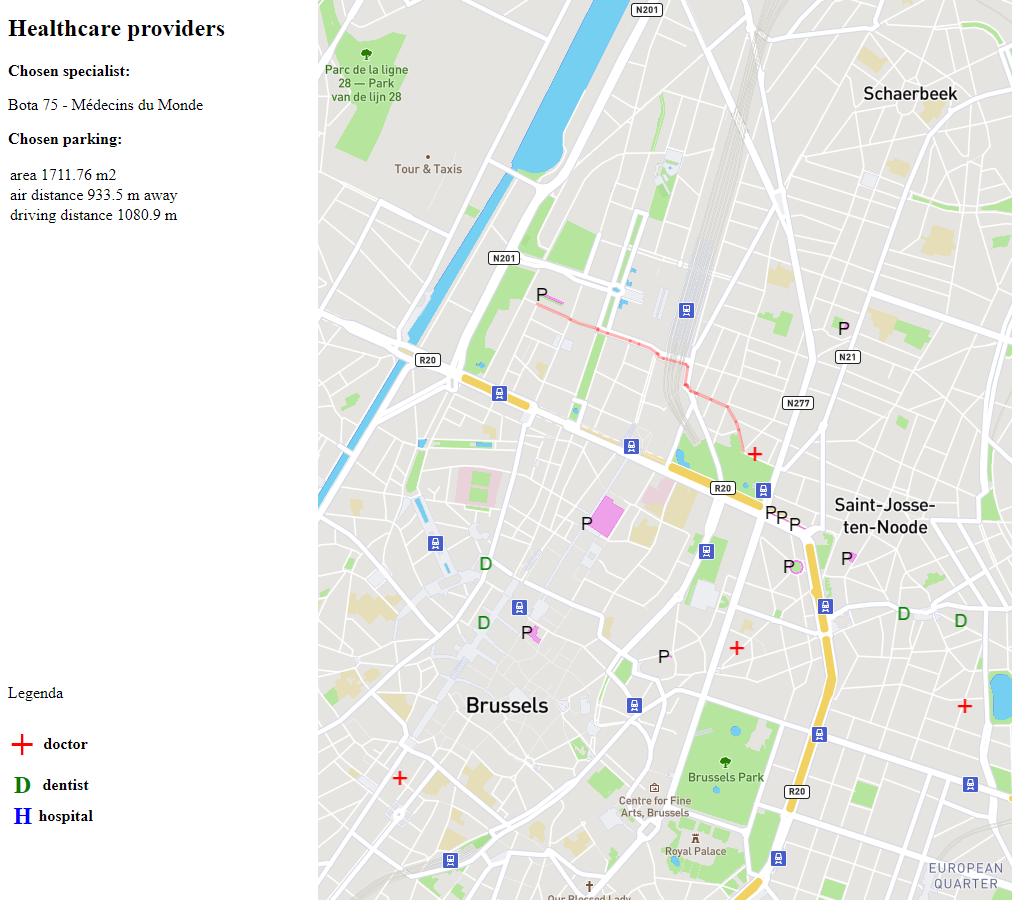 Healthcare providers
Chosen specialist:
Bota 75 - Médecins du Monde
Chosen parking:
area 1711.76 m2
air distance 933.5 m away
driving distance 1080.9 m
Legenda
doctor
D dentist
H hospital
N201
Parc de la ligne
28 — Park
van de lijn 28
Schaerbeek
Tour & Taxis
N201
P
P
R20
N21
N277
R20
P
P
P
Saint-Josse-
ten-Noode
P
P
P
D
D
P
D
D
P
Brussels
Brussels Park
R20
Centre for Fine
Arts, Brussels
Royal Palace
EUROPEAN
QUARTER
Our Blessed Lady